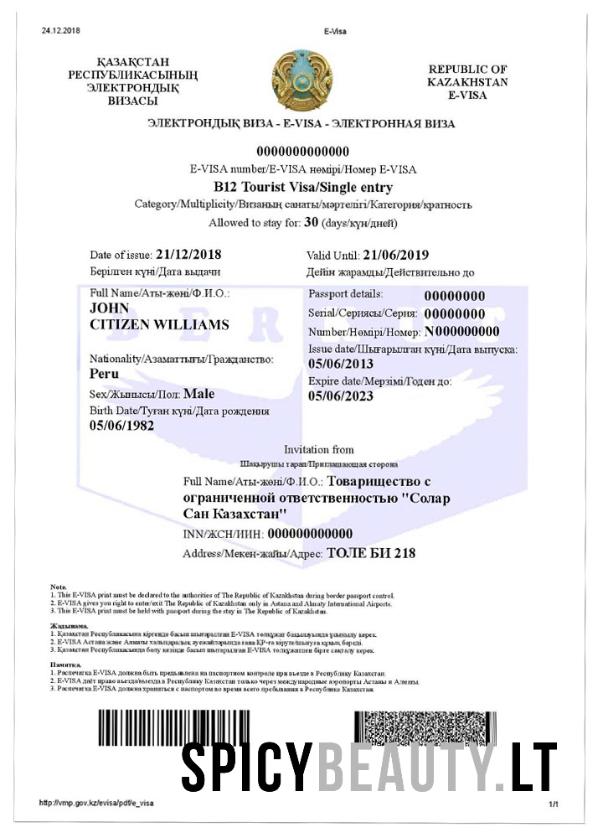 24.12.2018
E-Visa
ҚАЗАҚСТАН
РЕСПУБЛИКАСЫНЫҢ
ЭЛЕКТРОНДЫҚ
ВИЗАСЫ
REPUBLIC OF
KAZAKHSTAN
E-VISA
ЭЛЕКТРОНДЫҚ ВИЗА - E-VISA - ЭЛЕКТРОННАЯ ВИЗА
0000000000000
E-VISA number/E-VISA нөмірі/Номер E-VISA
B12 Tourist Visa/Single entry
Category/Multiplicity/Визаның санаты/мәртелігі/Категория/кратность
Allowed to stay for: 30 (days/күн/дней)
Date of issue: 21/12/2018
Берілген күні/Дата выдачи
Valid Until: 21/06/2019
Дейін жарамды/Действительно до
Full Name/Аты-жөні/Ф.И.О.:
JOHN
CITIZEN WILLIAMS
Nationality/Азаматтығы/Гражданство:
Peru
Sex/Жынысы/Пол: Male
Birth Date/Туған күні/Дата рождения
05/06/1982
Passport details: 00000000
Serial/Сериясы/Серия: 00000000
Number/Нөмірі/Номер: N000000000
Issue date/Шығарылған күні/Дата выпуска:
05/06/2013
Expire date/Мерзімі/Годен до:
05/06/2023
Invitation from
Шақырушы тарап/Приглашающая сторона
Full Name/Аты-жөні/Ф.И.О.: Товарищество с
ограниченной ответственностью "Солар
Сан Казахстан"
INN/ЖСН/ИИН: 000000000000
Address/Мекен-жайы/Адрес: ТОЛЕ БИ 218
Note.
1. This E-VISA print must be declared to the authorities of The Republic of Kazakhstan during border passport control.
2. E-VISA gives you right to enter/exit The Republic of Kazakhstan only in Astana and Almaty International Airports.
3. This E-VISA print must be held with passport during the stay in The Republic of Kazakhstan.
Жадынама.
1. Қазақстан Республикасына кіргенде басып шығарылған E-VISA төлқұжат бақылауында ұсынылу керек.
2. E-VISA Астана және Алматы халықаралық әуежайларында ғана ҚР-ға кіруге/шығуға құқық береді.
3. Қазақстан Республикасында болу кезінде басып шығарылған E-VISA төлқұжатпен бірге сақталу керек.
Памятка.
1. Распечатка E-VISA должна быть предъявлена на паспортном контроле при въезде в Республику Казахстан.
2. E-VISA даёт право въезда/выезда в Республику Казахстан только через международные аэропорты Астаны и Алматы.
3. Распечатка E-VISA должна храниться с паспортом во время всего пребывания в Республике Казахстан.
SPICYBEAUTY.LT
http://vmp.gov.kz/evisa/pdf/e_visa
1/1